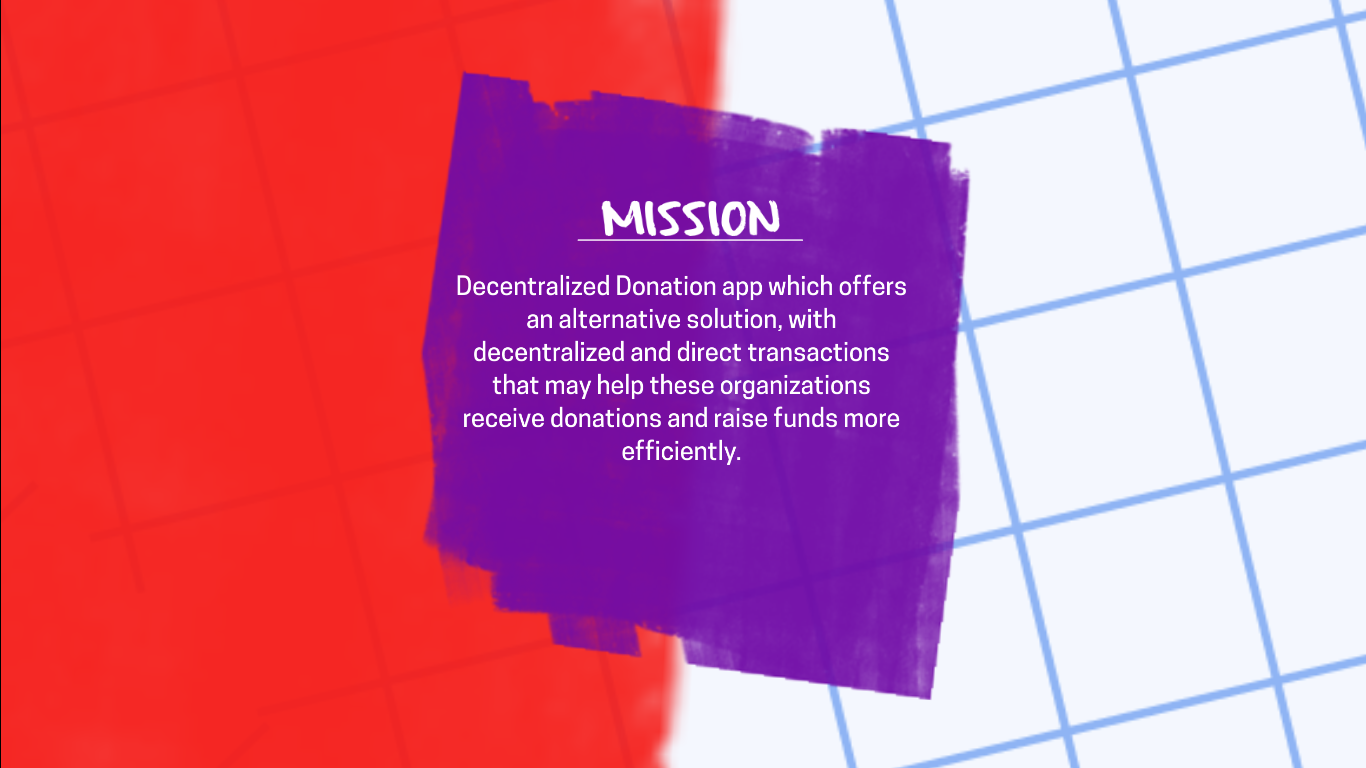 MISSION
Decentralized Donation app which offers
an alternative solution, with
decentralized and direct transactions
that may help these organizations
receive donations and raise funds more
efficiently.